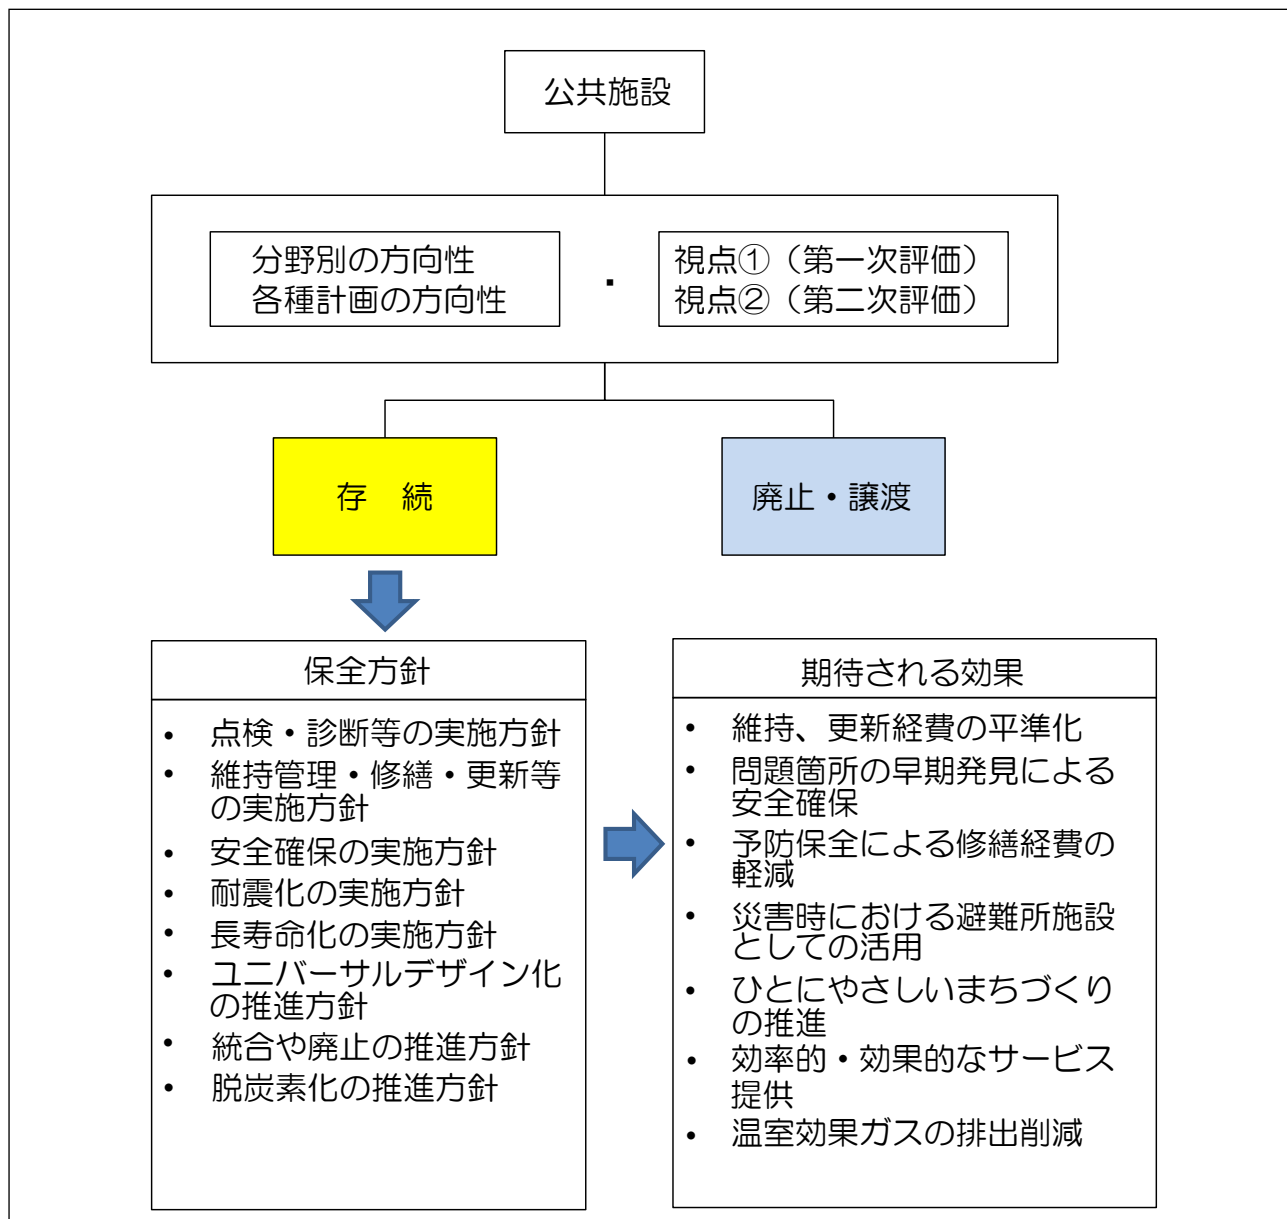 公共施設
分野別の方向性
各種計画の方向性
・
視点①（第一次評価）
視点②（第二次評価）
存　続
廃止・譲渡
保全方針
• 点検・診断等の実施方針
• 維持管理・修繕・更新等
の実施方針
• 安全確保の実施方針
• 耐震化の実施方針
• 長寿命化の実施方針
• ユニバーサルデザイン化
の推進方針
• 統合や廃止の推進方針
• 脱炭素化の推進方針
期待される効果
• 維持、更新経費の平準化
• 問題箇所の早期発見による
安全確保
• 予防保全による修繕経費の
軽減
• 災害時における避難所施設
としての活用
• ひとにやさしいまちづくり
の推進
• 効率的・効果的なサービス
提供
• 温室効果ガスの排出削減